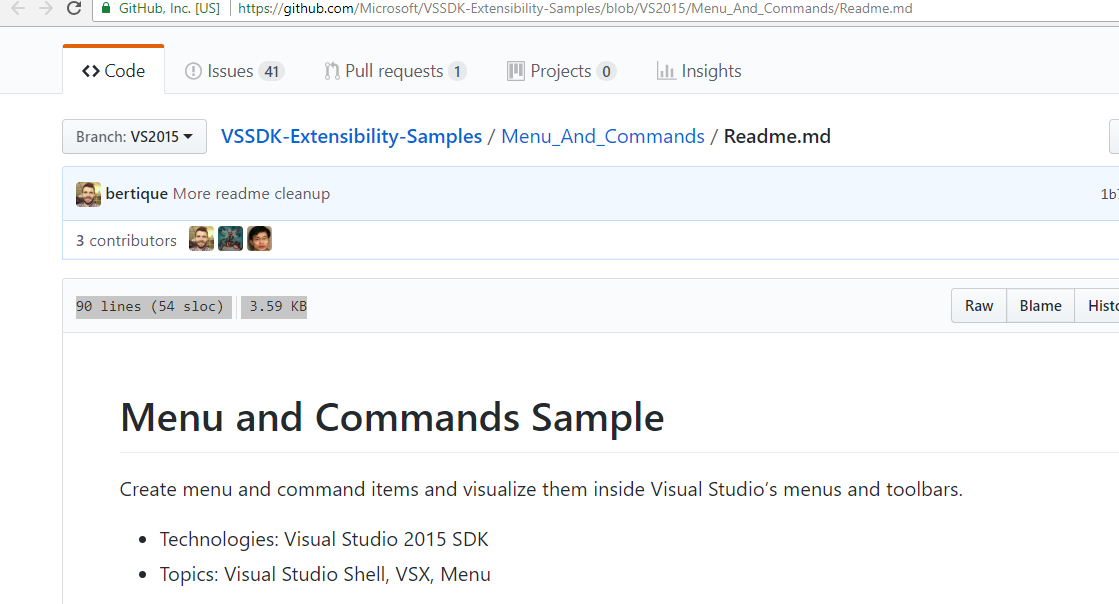 GitHub, Inc. [US] https://github.com/Microsoft/VSSDK-Extensibility-Samples/blob/VS2015/Menu_And_Commands/Readme.md
Code Issues 41 Pull requests 1 Projects 0 Insights
Branch: VS2015 VSSDK-Extensibility-Samples / Menu_And_Commands / Readme.md
bertique More readme cleanup 1b
3 contributors
90 lines (54 sloc) 3.59 KB Raw Blame Histo
Menu and Commands Sample
Create menu and command items and visualize them inside Visual Studio’s menus and toolbars.
• Technologies: Visual Studio 2015 SDK
• Topics: Visual Studio Shell, VSX, Menu